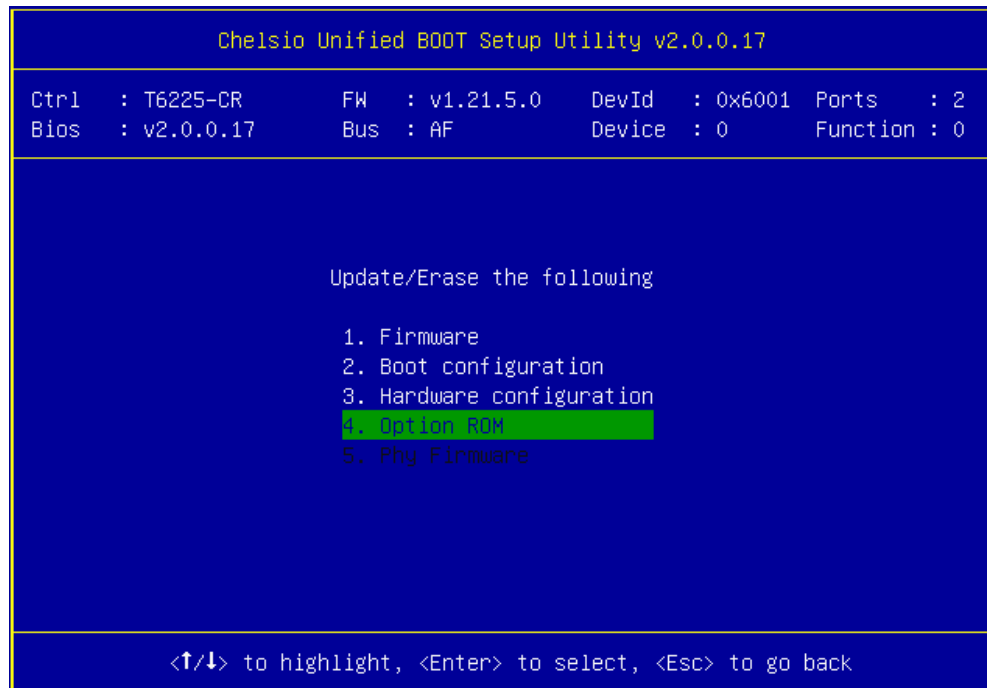 Chelsio Unified BOOT Setup Utility v2.0.0.17
Ctrl : T6225-CR FW : v1.21.5.0 DevId : 0x6001 Ports : 2
Bios : v2.0.0.17 Bus : AF Device : 0 Function : 0
Update/Erase the following
1. Firmware
2. Boot configuration
3. Hardware configuration
4. Option ROM
5. Phy Firmware
<↑/↓> to highlight, <Enter> to select, <Esc> to go back